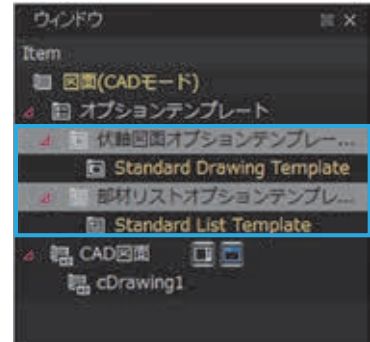 ウィンドウ
Item
図面(CADモード)
オプションテンプレート
伏軸図面オプションテンプレー...
Standard Drawing Template
部材リストオプションテンプレ...
Standard List Template
CAD図面
cDrawing1